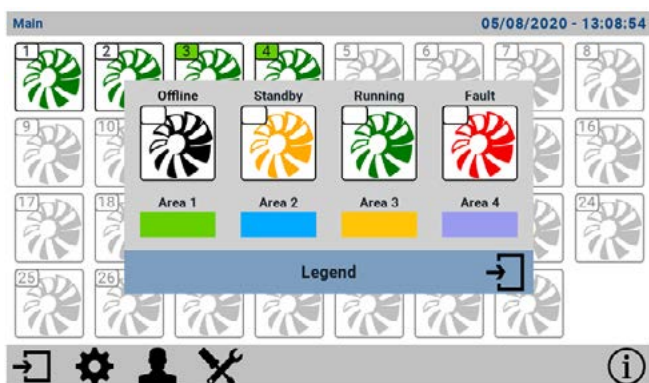 Main 05/08/2020 - 13:08:54
1 2 3 4 5 6 7 8
Offline Standby Running Fault
9 10 16
Area 1 Area 2 Area 3 Area 4
17 18 24
Legend
25 26